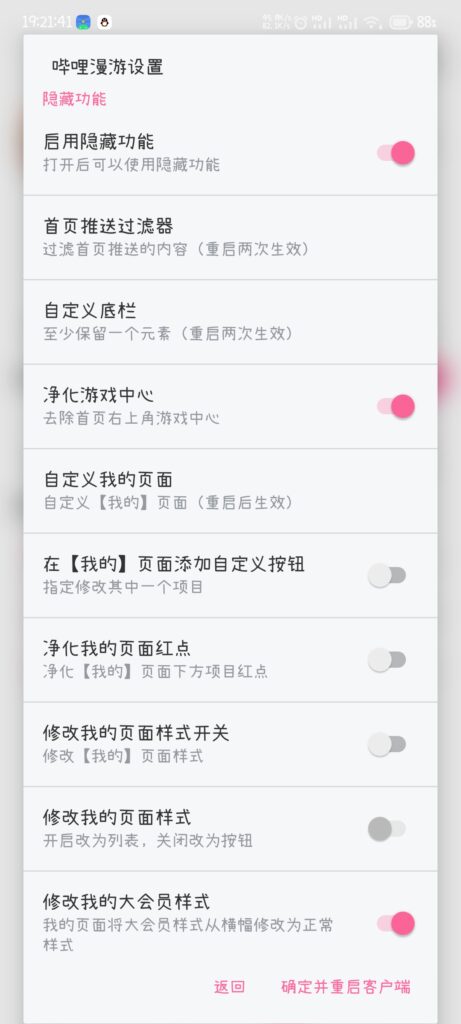 19:21:41
88%
哔哩漫游设置
隐藏功能
启用隐藏功能
打开后可以使用隐藏功能
首页推送过滤器
过滤首页推送的内容（重启两次生效）
自定义底栏
至少保留一个元素（重启两次生效）
净化游戏中心
去除首页右上角游戏中心
自定义我的页面
自定义【我的】页面（重启后生效）
在【我的】页面添加自定义按钮
指定修改其中一个项目
净化我的页面红点
净化【我的】页面下方项目红点
修改我的页面样式开关
修改【我的】页面样式
修改我的页面样式
开启改为列表，关闭改为按钮
修改我的大会员样式
我的页面将大会员样式从横幅修改为正常
样式
返回 确定并重启客户端